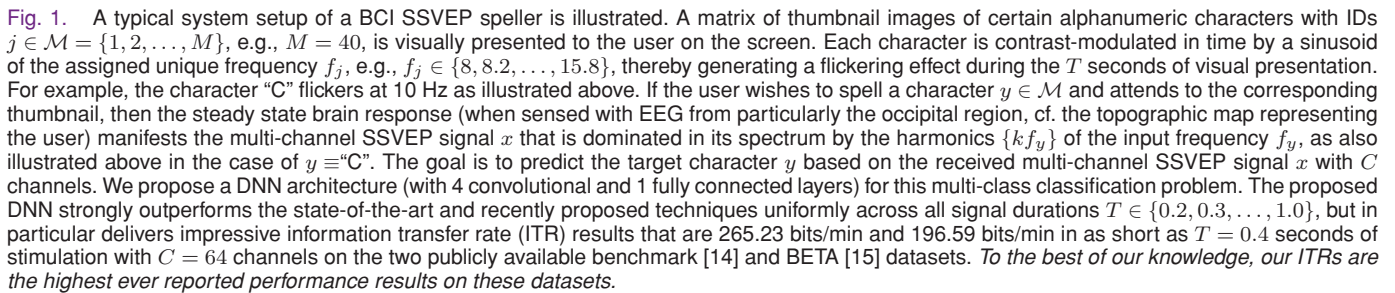 Fig. 1. A typical system setup of a BCI SSVEP speller is illustrated. A matrix of thumbnail images of certain alphanumeric characters with IDs
j ∈ M = {1, 2, . . . , M}, e.g., M = 40, is visually presented to the user on the screen. Each character is contrast-modulated in time by a sinusoid
of the assigned unique frequency f_j, e.g., f_j ∈ {8, 8.2, . . . , 15.8}, thereby generating a flickering effect during the T seconds of visual presentation.
For example, the character “C” flickers at 10 Hz as illustrated above. If the user wishes to spell a character y ∈ M and attends to the corresponding
thumbnail, then the steady state brain response (when sensed with EEG from particularly the occipital region, cf. the topographic map representing
the user) manifests the multi-channel SSVEP signal x that is dominated in its spectrum by the harmonics {kf_y} of the input frequency f_y, as also
illustrated above in the case of y ≡“C”. The goal is to predict the target character y based on the received multi-channel SSVEP signal x with C
channels. We propose a DNN architecture (with 4 convolutional and 1 fully connected layers) for this multi-class classification problem. The proposed
DNN strongly outperforms the state-of-the-art and recently proposed techniques uniformly across all signal durations T ∈ {0.2, 0.3, . . . , 1.0}, but in
particular delivers impressive information transfer rate (ITR) results that are 265.23 bits/min and 196.59 bits/min in as short as T = 0.4 seconds of
stimulation with C = 64 channels on the two publicly available benchmark [14] and BETA [15] datasets. To the best of our knowledge, our ITRs are
the highest ever reported performance results on these datasets.